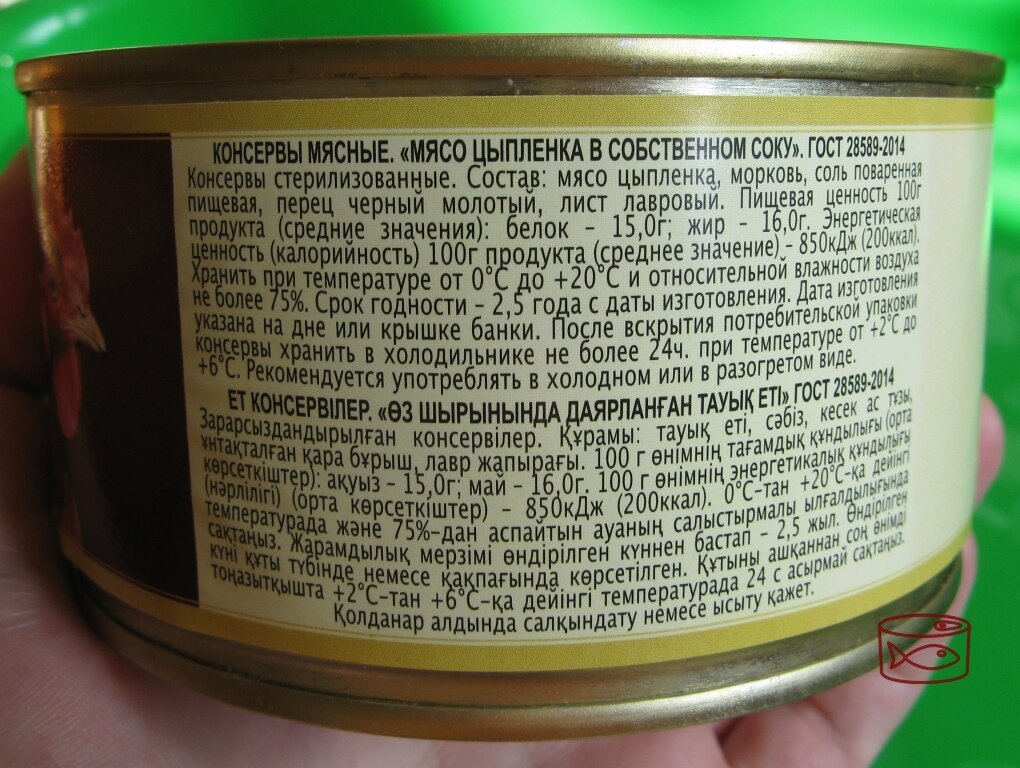 КОНСЕРВЫ МЯСНЫЕ. «МЯСО ЦЫПЛЕНКА В СОБСТВЕННОМ СОКУ». ГОСТ 28589-2014
Консервы стерилизованные. Состав: мясо цыпленка, морковь, соль поваренная
пищевая, перец черный молотый, лист лавровый. Пищевая ценность 100г
продукта (средние значения): белок – 15,0г; жир – 16,0г. Энергетическая
ценность (калорийность) 100г продукта (среднее значение) – 850кДж (200ккал).
Хранить при температуре от 0°С до +20°С и относительной влажности воздуха
не более 75%. Срок годности – 2,5 года с даты изготовления. Дата изготовления
указана на дне или крышке банки. После вскрытия потребительской упаковки
консервы хранить в холодильнике не более 24ч. при температуре от +2°С до
+6°С. Рекомендуется употреблять в холодном или в разогретом виде.
ЕТ КОНСЕРВІЛЕР. «ӨЗ ШЫРЫНЫНДА ДАЯРЛАНҒАН ТАУЫҚ ЕТІ» ГОСТ 28589-2014
Зарарсыздандырылған консервілер. Құрамы: тауық еті, сәбіз, кесек ас тұзы,
ұнтақталған қара бұрыш, лавр жапырағы. 100 г өнімнің тағамдық құндылығы (орта
көрсеткіштер): ақуыз – 15,0г; май – 16,0г. 100 г өнімнің энергетикалық құндылығы
(нәрлілігі) (орта көрсеткіштер) – 850кДж (200ккал). 0°С-тан +20°С-қа дейінгі
температурада және 75%-дан аспайтын ауаның салыстырмалы ылғалдылығында
сақтаңыз. Жарамдылық мерзімі өндірілген күннен бастап – 2,5 жыл. Өндірілген
күні құты түбінде немесе қақпағында көрсетілген. Құтыны ашқаннан соң өнімді
тоңазытқышта +2°С-тан +6°С-қа дейінгі температурада 24 с асырмай сақтаңыз.
Қолданар алдында салқындату немесе ысыту қажет.